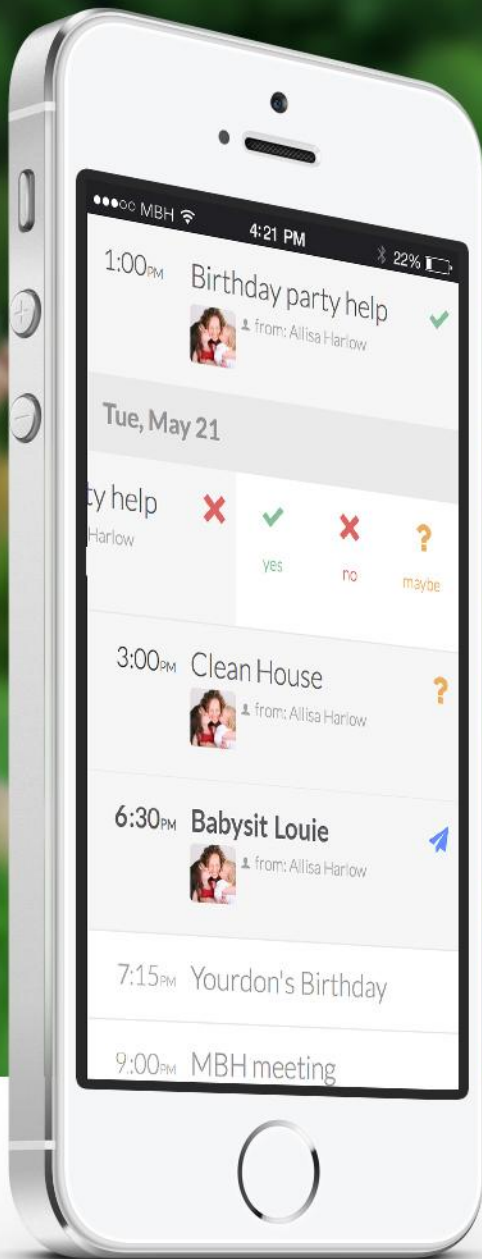 MBH 4:21 PM 22%
1:00PM Birthday party help
from: Allisa Harlow
Tue, May 21
ty help
Harlow
yes no maybe
3:00PM Clean House
from: Allisa Harlow
6:30PM Babysit Louie
from: Allisa Harlow
7:15PM Yourdon's Birthday
9:00PM MBH meeting